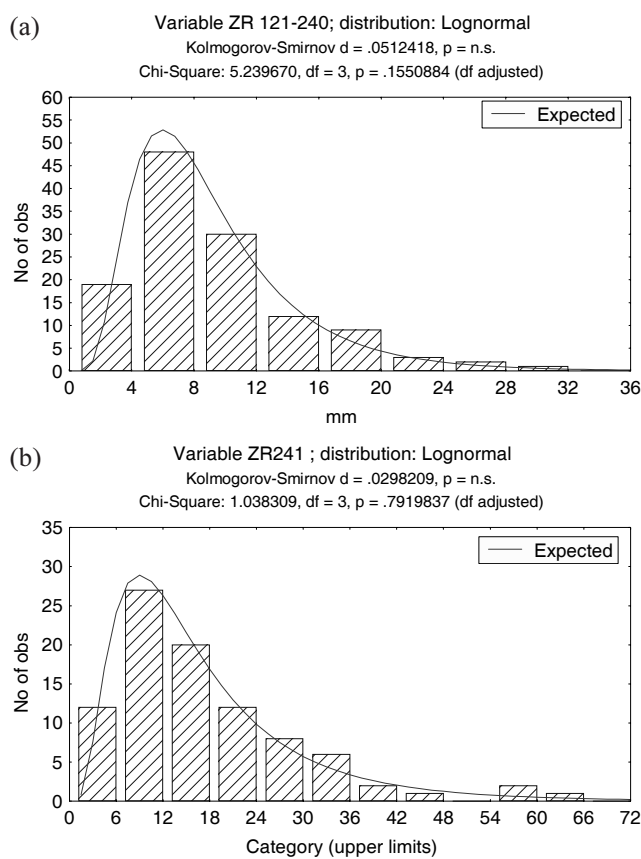 (a)
Variable ZR 121-240; distribution: Lognormal
Kolmogorov-Smirnov d = .0512418, p = n.s.
Chi-Square: 5.239670, df = 3, p = .1550884 (df adjusted)
60
55
50
45
40
35
30
25
20
15
10
5
0
No of obs
Expected
0 4 8 12 16 20 24 28 32 36
mm
(b)
Variable ZR241 ; distribution: Lognormal
Kolmogorov-Smirnov d = .0298209, p = n.s.
Chi-Square: 1.038309, df = 3, p = .7919837 (df adjusted)
35
30
25
20
15
10
5
0
No of obs
Expected
0 6 12 18 24 30 36 42 48 54 60 66 72
Category (upper limits)